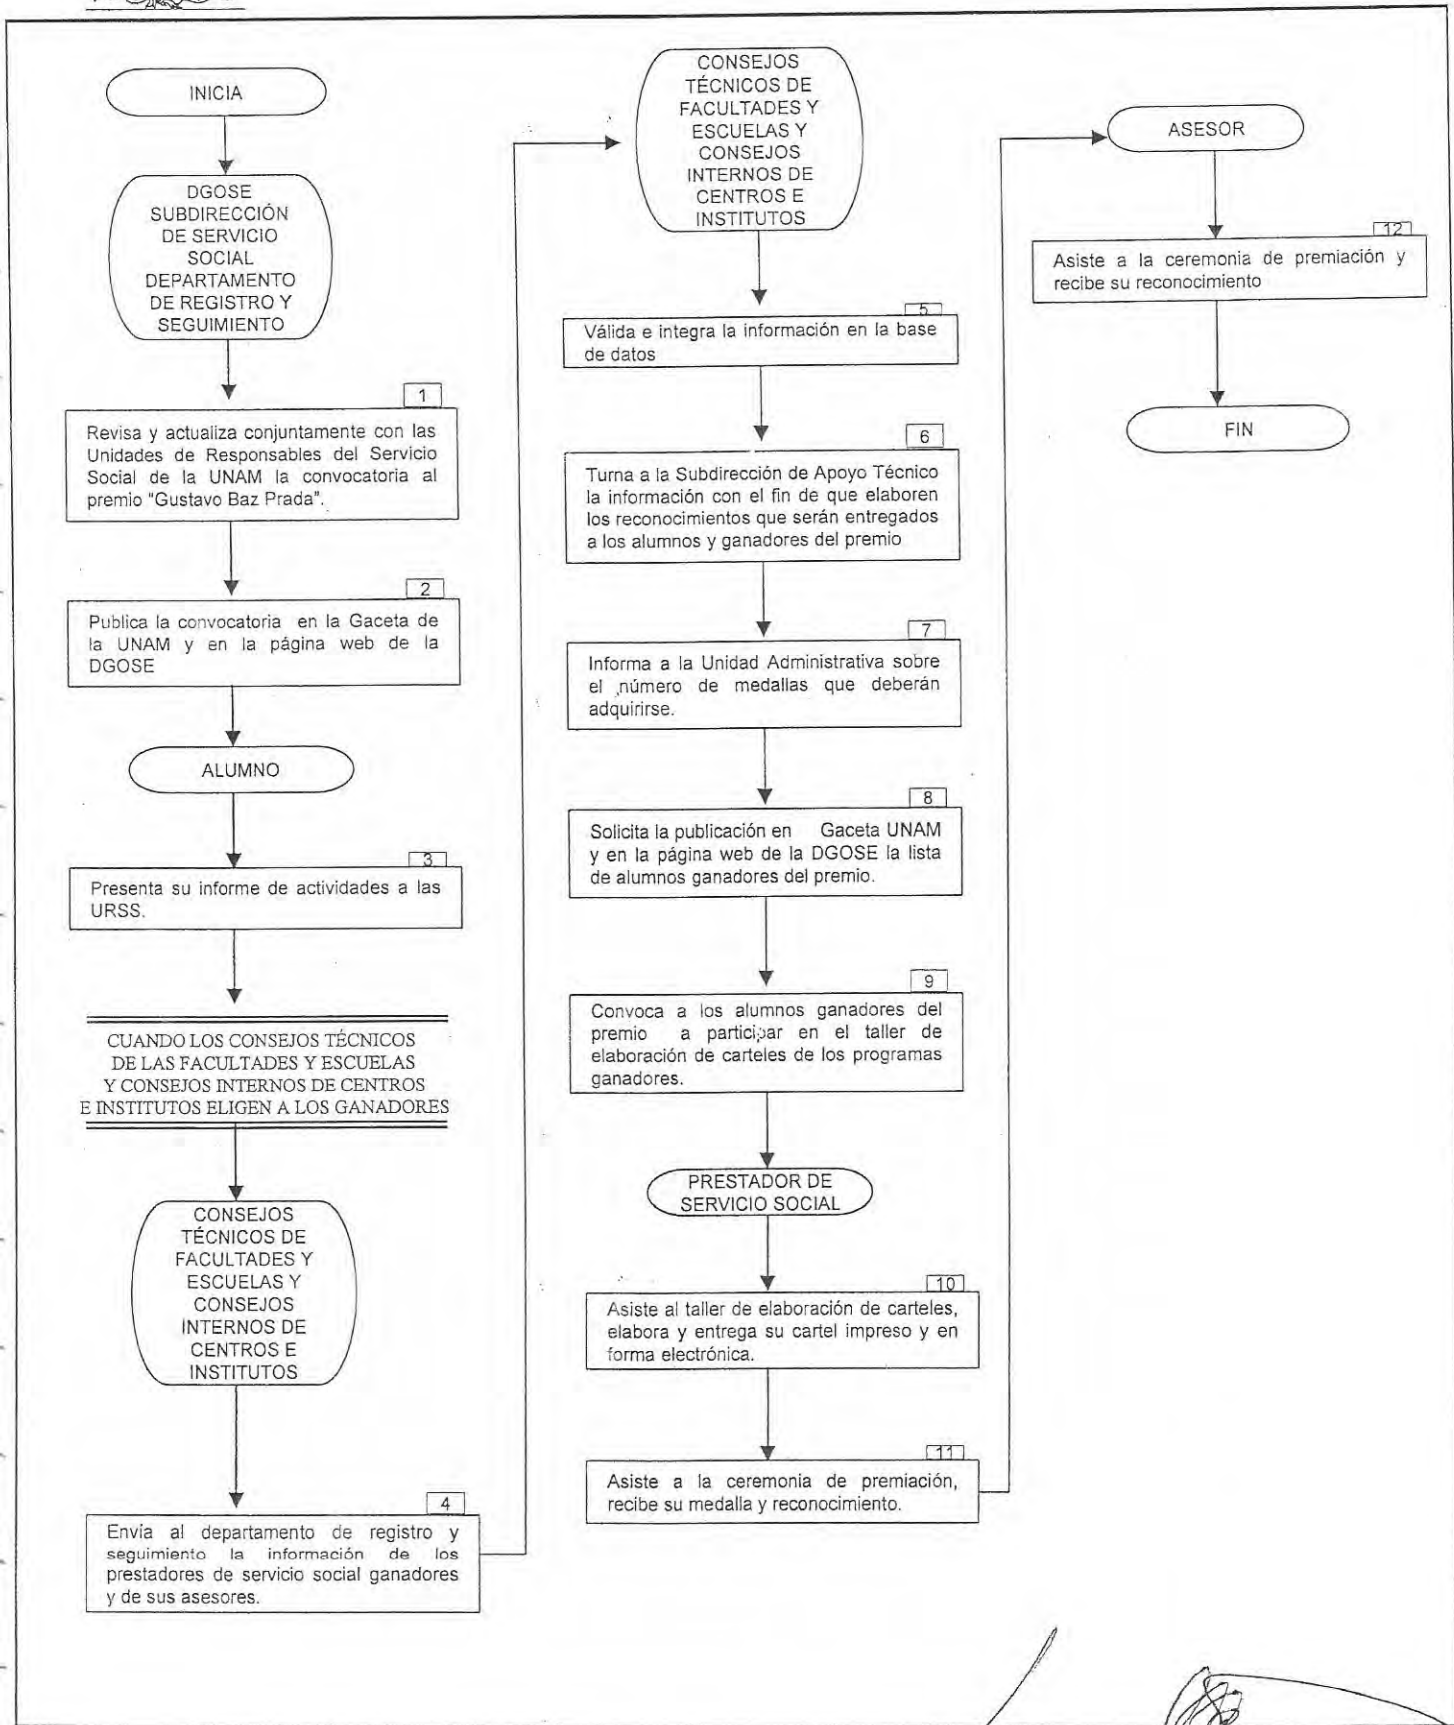 INICIA
DGOSE
SUBDIRECCIÓN
DE SERVICIO
SOCIAL
DEPARTAMENTO
DE REGISTRO Y
SEGUIMIENTO
1
Revisa y actualiza conjuntamente con las
Unidades de Responsables del Servicio
Social de la UNAM la convocatoria al
premio "Gustavo Baz Prada".
2
Publica la convocatoria en la Gaceta de
la UNAM y en la página web de la
DGOSE
ALUMNO
3
Presenta su informe de actividades a las
URSS.
CUANDO LOS CONSEJOS TÉCNICOS
DE LAS FACULTADES Y ESCUELAS
Y CONSEJOS INTERNOS DE CENTROS
E INSTITUTOS ELIGEN A LOS GANADORES
CONSEJOS
TÉCNICOS DE
FACULTADES Y
ESCUELAS Y
CONSEJOS
INTERNOS DE
CENTROS E
INSTITUTOS
4
Envía al departamento de registro y
seguimiento la información de los
prestadores de servicio social ganadores
y de sus asesores.
CONSEJOS
TÉCNICOS DE
FACULTADES Y
ESCUELAS Y
CONSEJOS
INTERNOS DE
CENTROS E
INSTITUTOS
5
Válida e integra la información en la base
de datos
6
Turna a la Subdirección de Apoyo Técnico
la información con el fin de que elaboren
los reconocimientos que serán entregados
a los alumnos y ganadores del premio
7
Informa a la Unidad Administrativa sobre
el número de medallas que deberán
adquirirse.
8
Solicita la publicación en Gaceta UNAM
y en la página web de la DGOSE la lista
de alumnos ganadores del premio.
9
Convoca a los alumnos ganadores del
premio a participar en el taller de
elaboración de carteles de los programas
ganadores.
PRESTADOR DE
SERVICIO SOCIAL
10
Asiste al taller de elaboración de carteles,
elabora y entrega su cartel impreso y en
forma electrónica.
11
Asiste a la ceremonia de premiación,
recibe su medalla y reconocimiento.
ASESOR
12
Asiste a la ceremonia de premiación y
recibe su reconocimiento
FIN